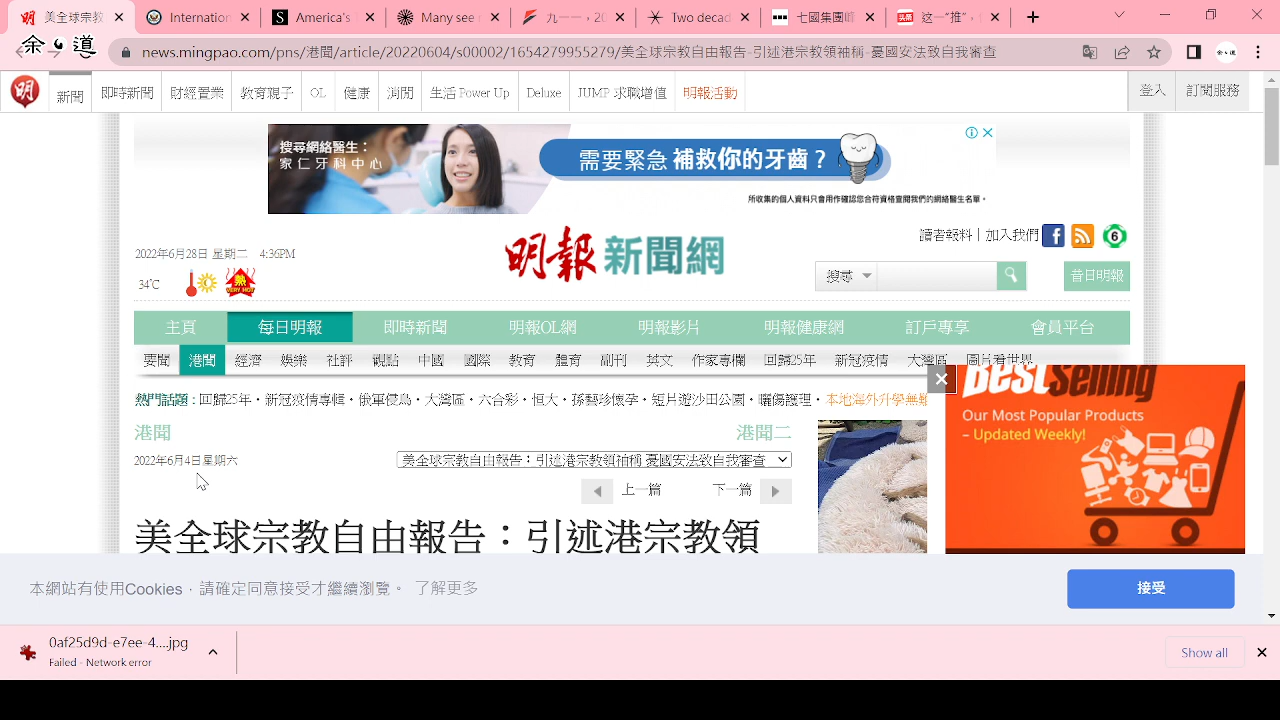 美全球宗教
International
America's
Many see
九一一，20
Two decad
七國集團峰
头条
这一"推"，
余 道
news.mingpao.com/pns/港聞/article/20220604/s00002/1654279955279/美全球宗教自由報告-引述港宗教領袖稱-憂國安法致自我審查
明
新聞
即時新聞
財經置業
教育親子
OL
健康
副刊
生活 Power Up
Deluxe
JUMP 求職增值
明報運動
登入
訂閱服務
搜尋網絡醫生：
家仁牙科中心
需要緊急 補救你的牙齒？
所收集的個人資料只會用作確認您合符資格查閱我們的網絡醫生名單。
2022年6月28日 星期二 4:36PM
34℃
VERY HOT
明報 新聞網
讀者報料 | 加入我們
搜尋
昔日明報
主頁
每日明報
即時新聞
明報OL網
明報影片
明報健康網
訂戶專享
會員平台
要聞
港聞
經濟
娛樂
社評
觀點
中國
國際
教育
體育
副刊
英文
作家專欄
回歸25年
新冠疫情
大灣區
熱門話題 : 回歸25年‧新冠疫情專輯‧俄軍侵烏‧大灣區‧六合彩‧恒大‧孫藝珍懷孕‧短片遊沙田公園‧曬傷護理‧本地海外升學無
港聞
港聞二
2022年6月4日星期六
美全球宗教自由報告：引述港宗教領袖稱 憂國安法致自我審查
上一篇
下一篇
美全球宗教自由報告：引述港宗教領
BEST Selling
Our Most Popular Products
– Updated Weekly!
本網站有使用Cookies，請確定同意接受才繼續瀏覽。 了解更多
接受
0af25d9d-e7ee-4....jpg
Failed - Network error
Show all